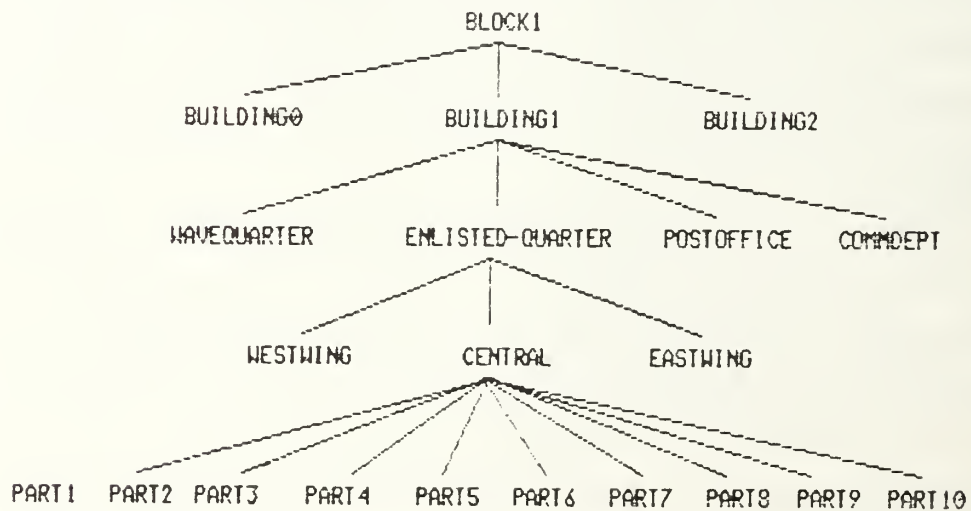 BLOCK1
BUILDING0 BUILDING1 BUILDING2
WAVEQUARTER ENLISTED-QUARTER POSTOFFICE COMMDEPT
WESTWING CENTRAL EASTWING
PART1 PART2 PART3 PART4 PART5 PART6 PART7 PART8 PART9 PART10